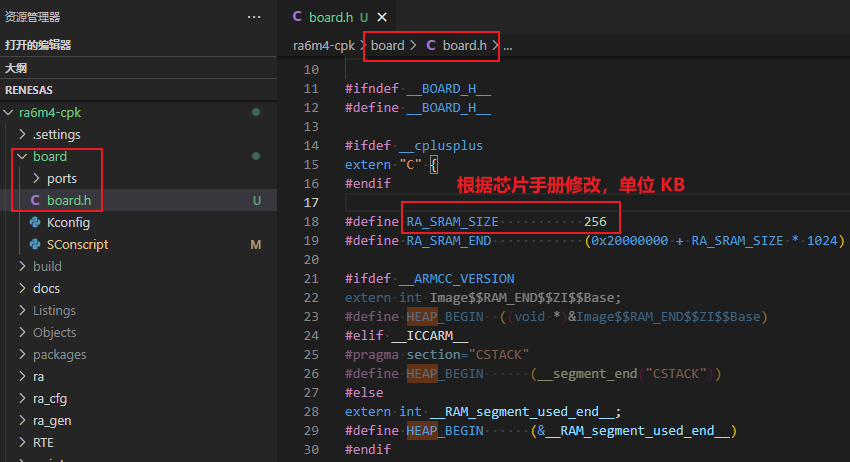 资源管理器
···
打开的编辑器
大纲
RENESAS
ra6m4-cpk
.settings
board
ports
C board.h U
Kconfig
SConscript M
build
docs
Listings
Objects
packages
ra
ra_cfg
ra_gen
RTE
C board.h U ×
ra6m4-cpk > board > C board.h > ...
10
11 #ifndef __BOARD_H__
12 #define __BOARD_H__
13
14 #ifdef __cplusplus
15 extern "C" {
16 #endif
根据芯片手册修改，单位 KB
17
18 #define RA_SRAM_SIZE 256
19 #define RA_SRAM_END (0x20000000 + RA_SRAM_SIZE * 1024)
20
21 #ifdef __ARMCC_VERSION
22 extern int Image$$RAM_END$$ZI$$Base;
23 #define HEAP_BEGIN ((void *)&Image$$RAM_END$$ZI$$Base)
24 #elif __ICCARM__
25 #pragma section="CSTACK"
26 #define HEAP_BEGIN (__segment_end("CSTACK"))
27 #else
28 extern int __RAM_segment_used_end__;
29 #define HEAP_BEGIN (&__RAM_segment_used_end__)
30 #endif